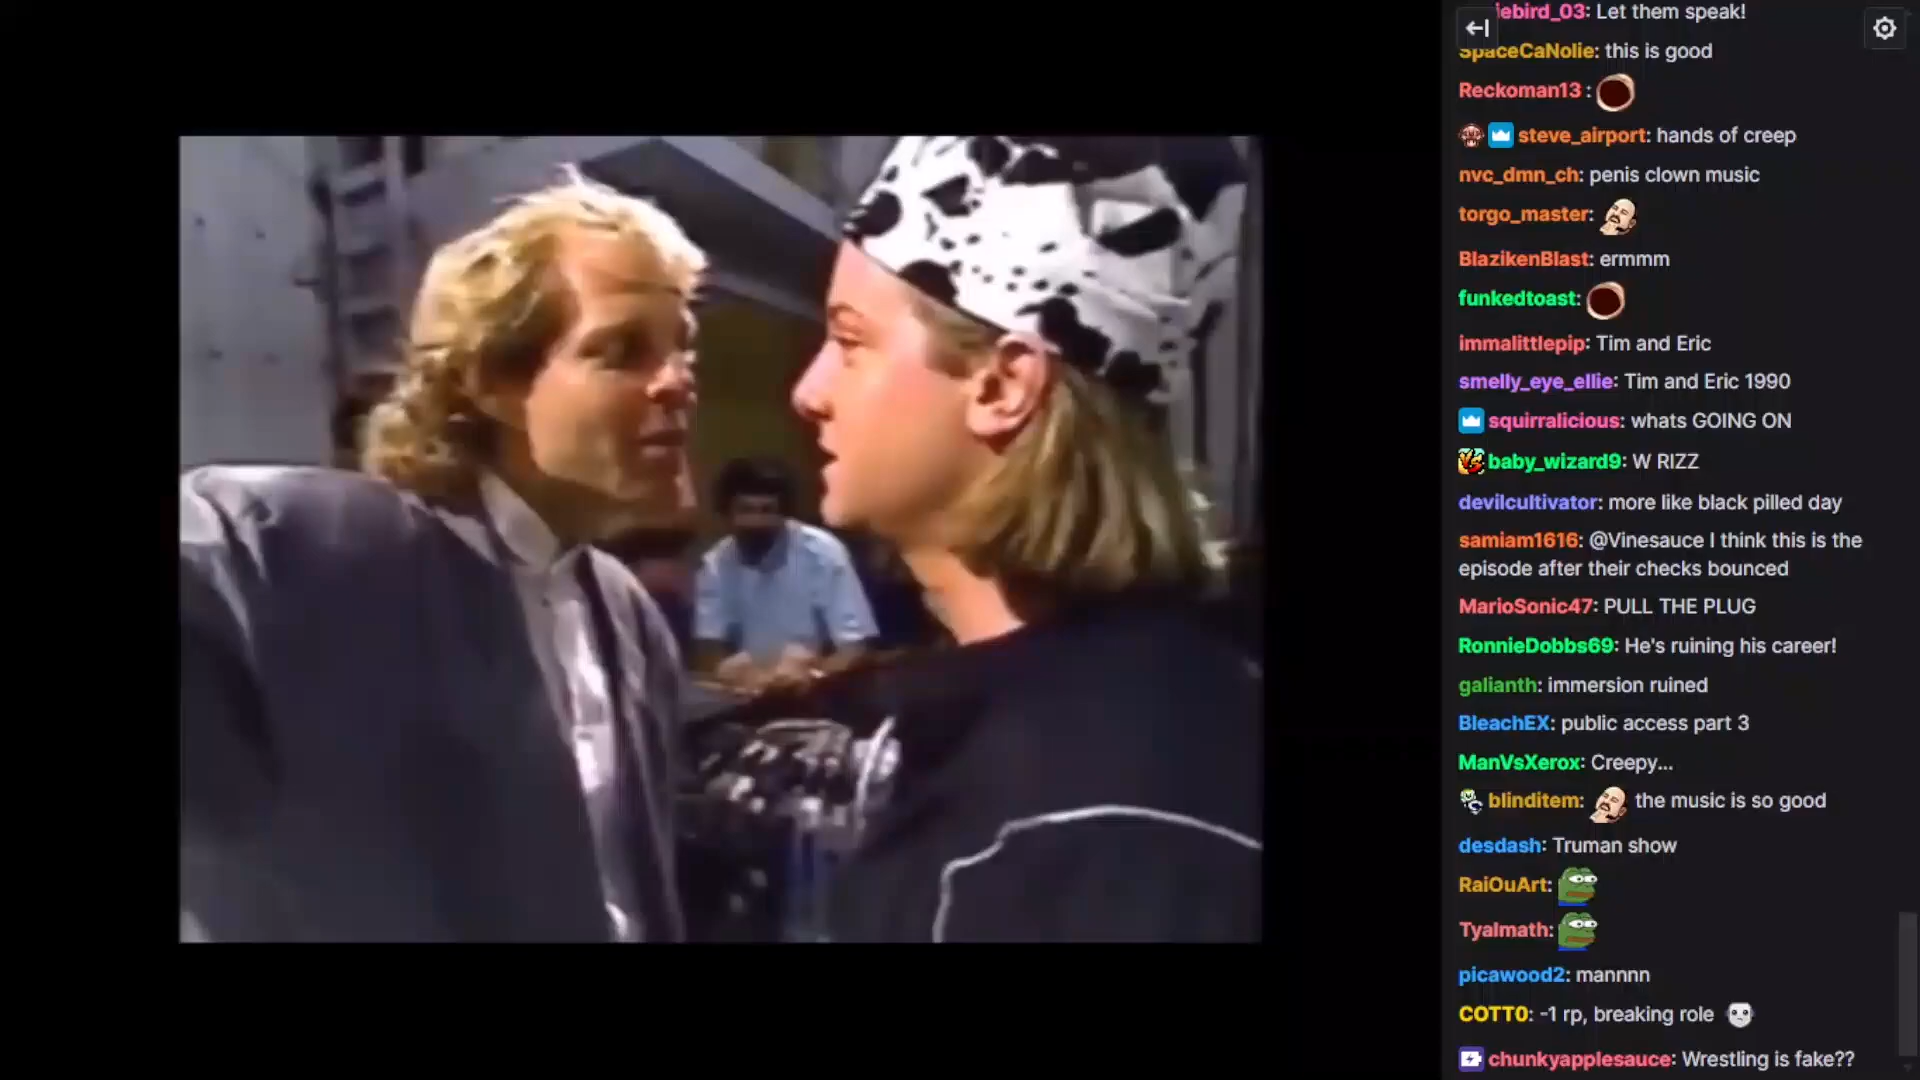 iebird_03: Let them speak!
SpaceCaNolie: this is good
Reckoman13 :
steve_airport: hands of creep
nvc_dmn_ch: penis clown music
torgo_master:
BlazikenBlast: ermmm
funkedtoast:
immalittlepip: Tim and Eric
smelly_eye_ellie: Tim and Eric 1990
squirralicious: whats GOING ON
baby_wizard9: W RIZZ
devilcultivator: more like black pilled day
samiam1616: @Vinesauce I think this is the
episode after their checks bounced
MarioSonic47: PULL THE PLUG
RonnieDobbs69: He's ruining his career!
galianth: immersion ruined
BleachEX: public access part 3
ManVsXerox: Creepy...
blinditem: the music is so good
desdash: Truman show
RaiOuArt:
Tyalmath:
picawood2: mannnn
COTT0: -1 rp, breaking role
chunkyapplesauce: Wrestling is fake??